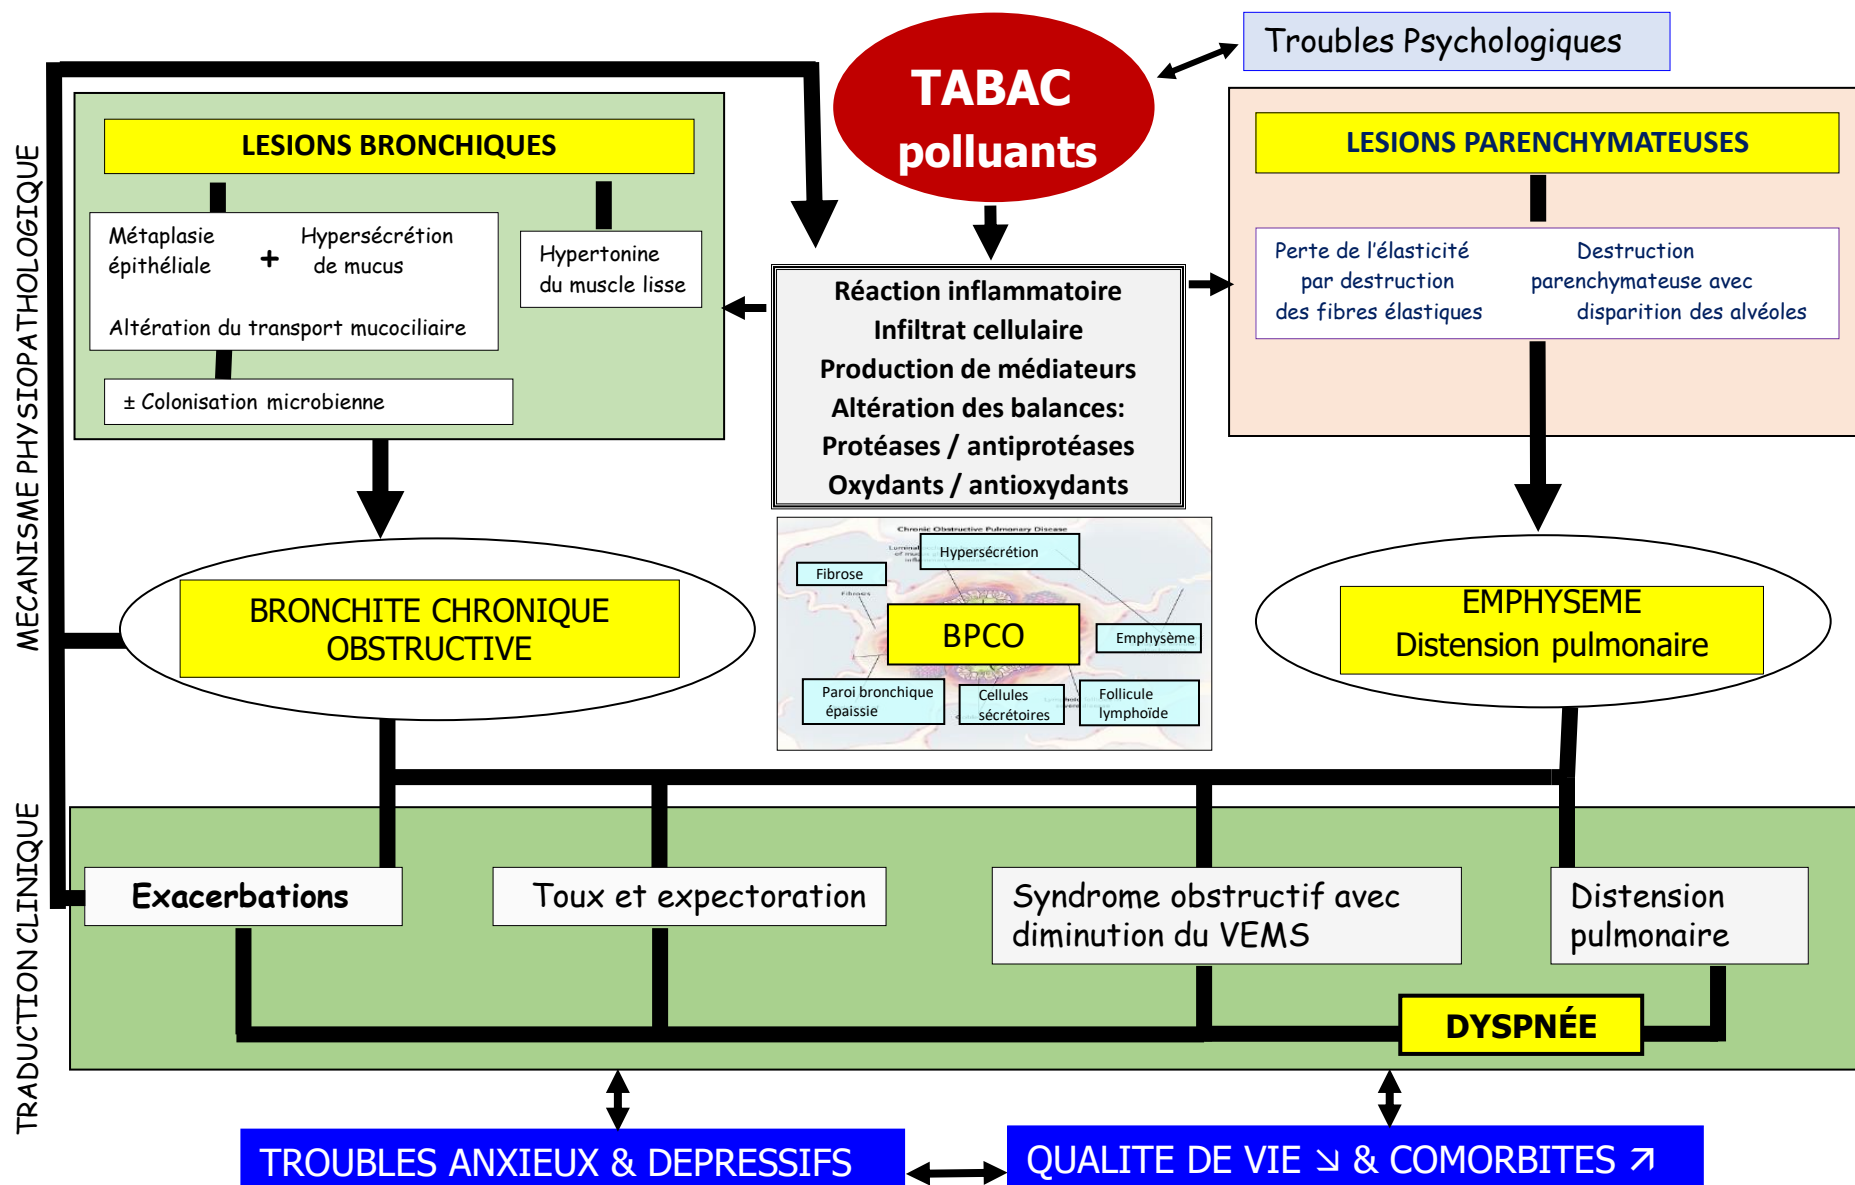 Troubles Psychologiques
TABAC
polluants
MECANISME PHYSIOPATHOLOGIQUE
LESIONS BRONCHIQUES
Métaplasie
épithéliale
+
Hypersécrétion
de mucus
Altération du transport mucociliaire
Hypertonine
du muscle lisse
± Colonisation microbienne
Réaction inflammatoire
Infiltrat cellulaire
Production de médiateurs
Altération des balances:
Protéases / antiprotéases
Oxydants / antioxydants
LESIONS PARENCHYMATEUSES
Perte de l'élasticité
par destruction
des fibres élastiques
Destruction
parenchymateuse avec
disparition des alvéoles
BRONCHITE CHRONIQUE
OBSTRUCTIVE
Chronic Obstructive Pulmonary Disease
Hypersécrétion
Fibrose
Fibrosis
BPCO
Emphysème
Paroi bronchique
épaissie
Cellules
sécrétoires
Follicule
lymphoïde
EMPHYSEME
Distension pulmonaire
TRADUCTION CLINIQUE
Exacerbations
Toux et expectoration
Syndrome obstructif avec
diminution du VEMS
Distension
pulmonaire
DYSPNÉE
TROUBLES ANXIEUX & DEPRESSIFS
QUALITE DE VIE ↘ & COMORBITES ↗